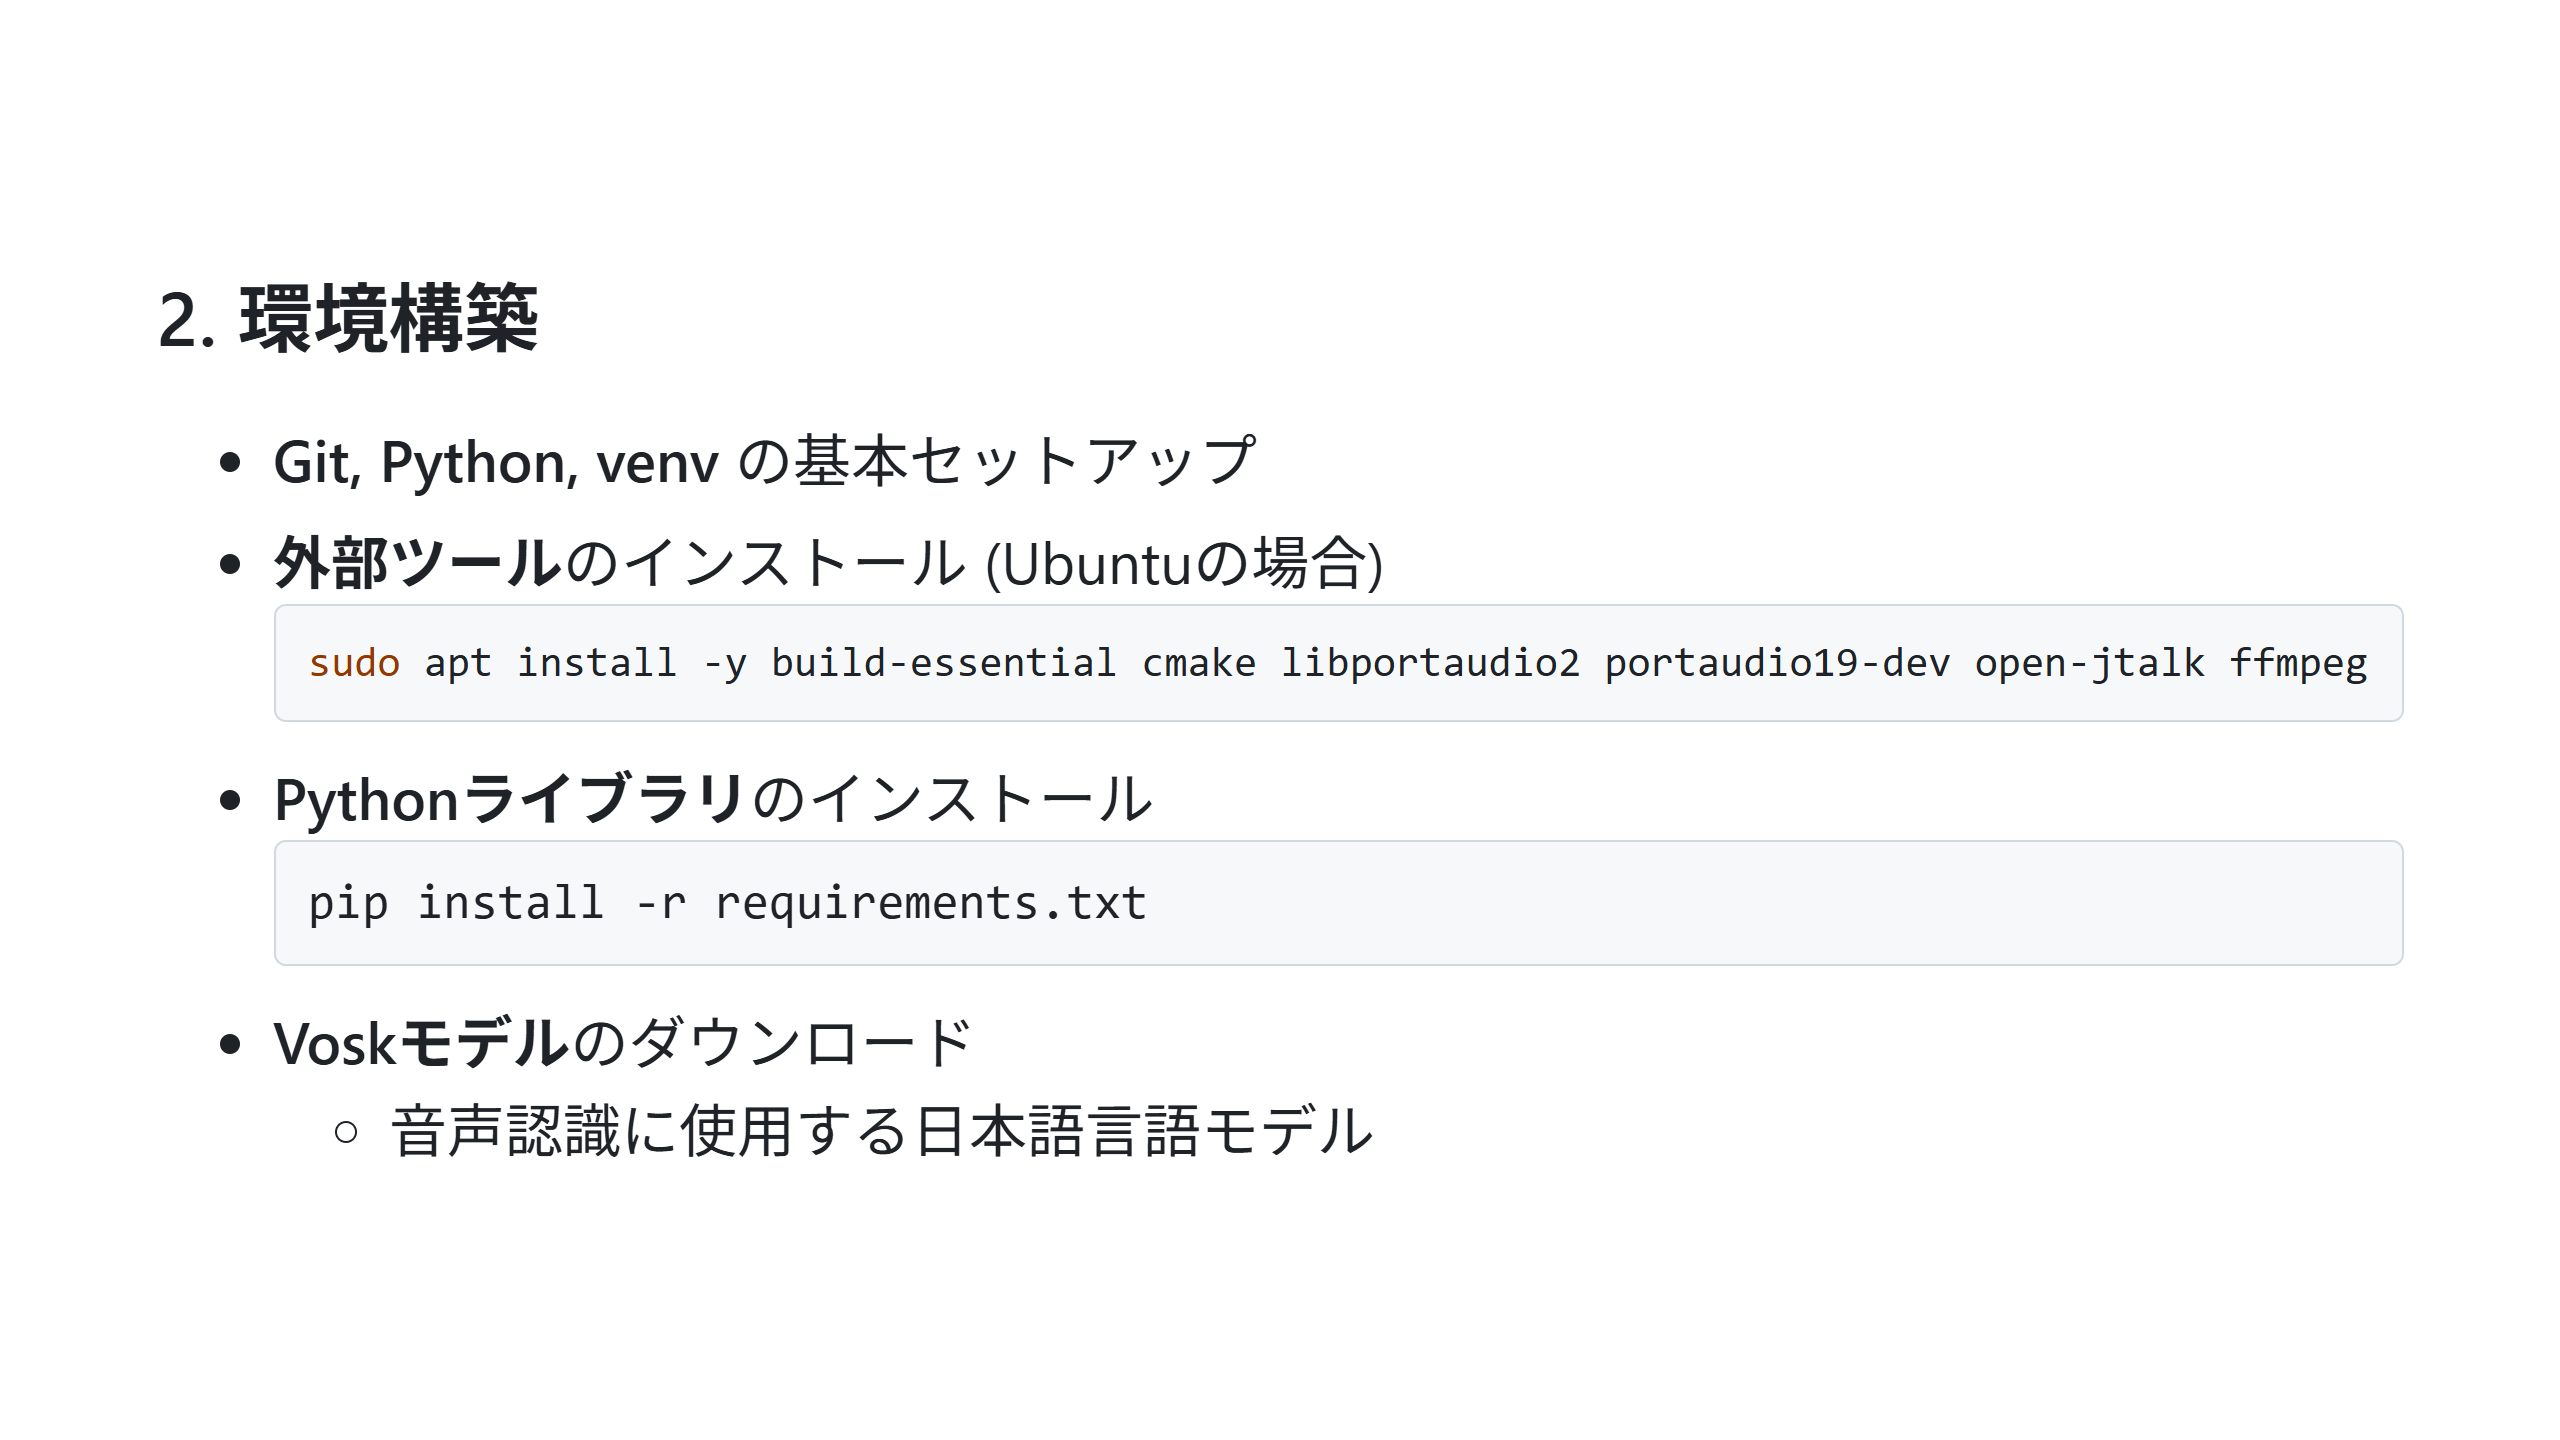 2. 環境構築
• Git, Python, venv の基本セットアップ
• 外部ツールのインストール (Ubuntuの場合)
sudo apt install -y build-essential cmake libportaudio2 portaudio19-dev open-jtalk ffmpeg
• Pythonライブラリのインストール
pip install -r requirements.txt
• Voskモデルのダウンロード
◦ 音声認識に使用する日本語言語モデル